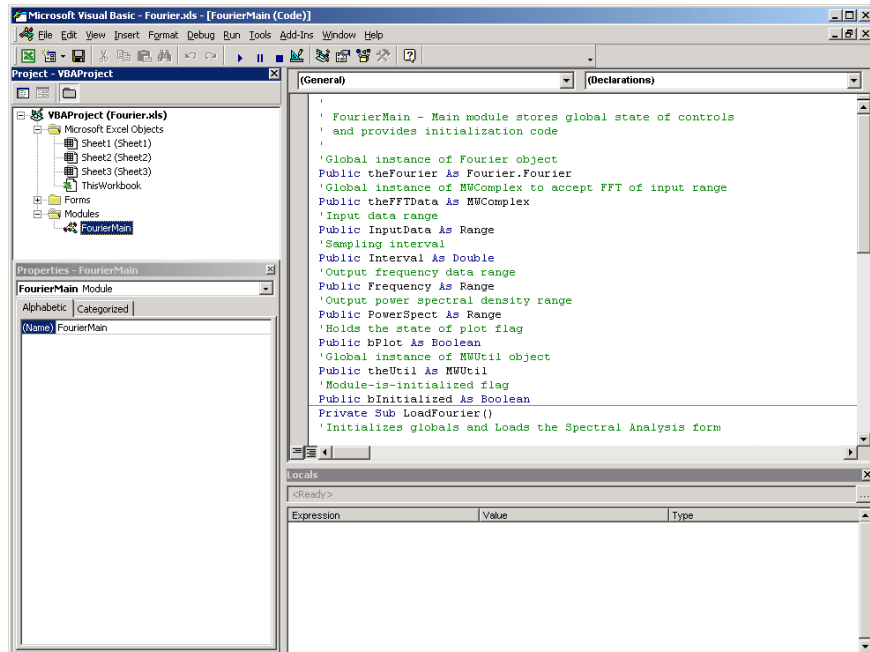 Microsoft Visual Basic - Fourier.xls - [FourierMain (Code)]
File Edit View Insert Format Debug Run Tools Add-Ins Window Help
Project - VBAProject
VBAProject (Fourier.xls)
Microsoft Excel Objects
Sheet1 (Sheet1)
Sheet2 (Sheet2)
Sheet3 (Sheet3)
ThisWorkbook
Forms
Modules
FourierMain
Properties - FourierMain
FourierMain Module
Alphabetic Categorized
(Name) FourierMain
(General) (Declarations)
'
' FourierMain - Main module stores global state of controls
' and provides initialization code
'
'Global instance of Fourier object
Public theFourier As Fourier.Fourier
'Global instance of MWComplex to accept FFT of input range
Public theFFTData As MWComplex
'Input data range
Public InputData As Range
'Sampling interval
Public Interval As Double
'Output frequency data range
Public Frequency As Range
'Output power spectral density range
Public PowerSpect As Range
'Holds the state of plot flag
Public bPlot As Boolean
'Global instance of MWUtil object
Public theUtil As MWUtil
'Module-is-initialized flag
Public bInitialized As Boolean
Private Sub LoadFourier()
'Initializes globals and Loads the Spectral Analysis form
Locals
<Ready>
...
Expression Value Type